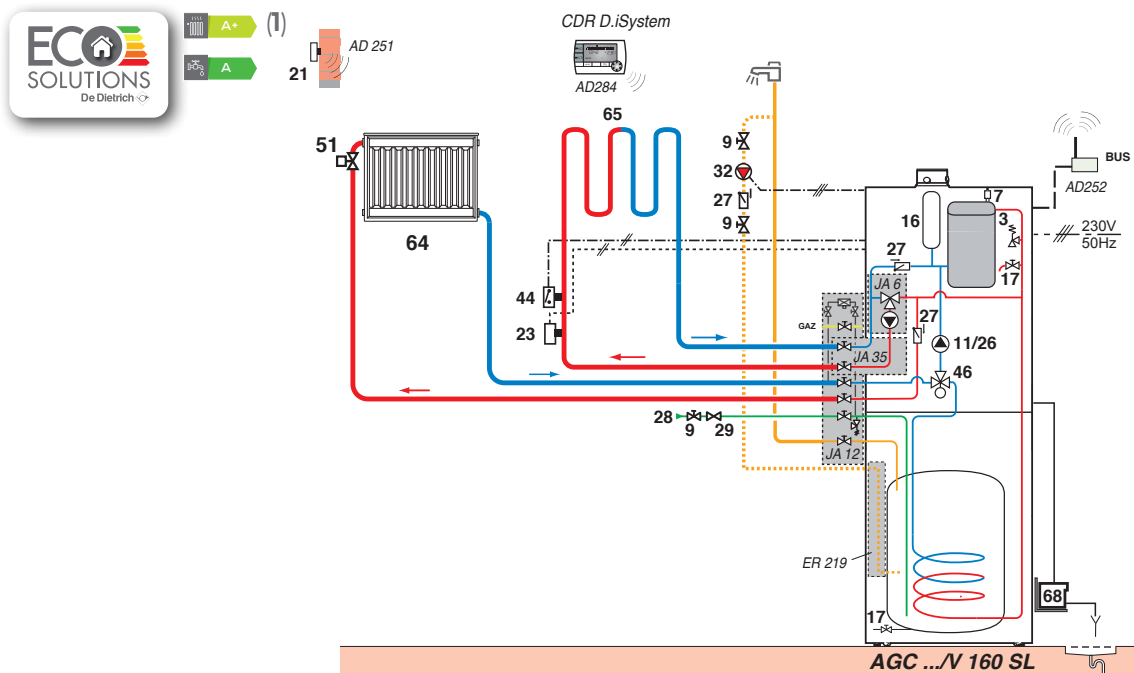 ECO
SOLUTIONS
De Dietrich
A+
A
(1)
AD 251
21
CDR D.iSystem
AD284
65
51
64
9
32
27
9
BUS
AD252
7
3
16
230V
50Hz
27
17
JA 6
44
23
GAZ
27
11/26
JA 35
46
28
9
29
JA 12
ER 219
68
17
AGC .../V 160 SL